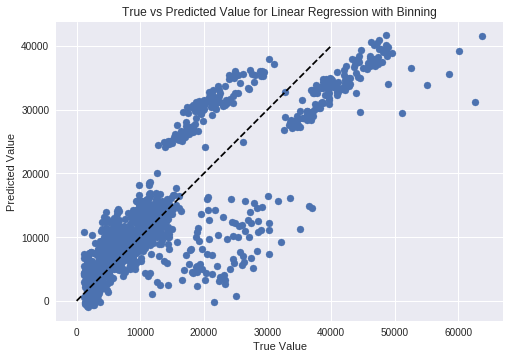 True vs Predicted Value for Linear Regression with Binning
40000
30000
20000
10000
0
Predicted Value
0 10000 20000 30000 40000 50000 60000
True Value